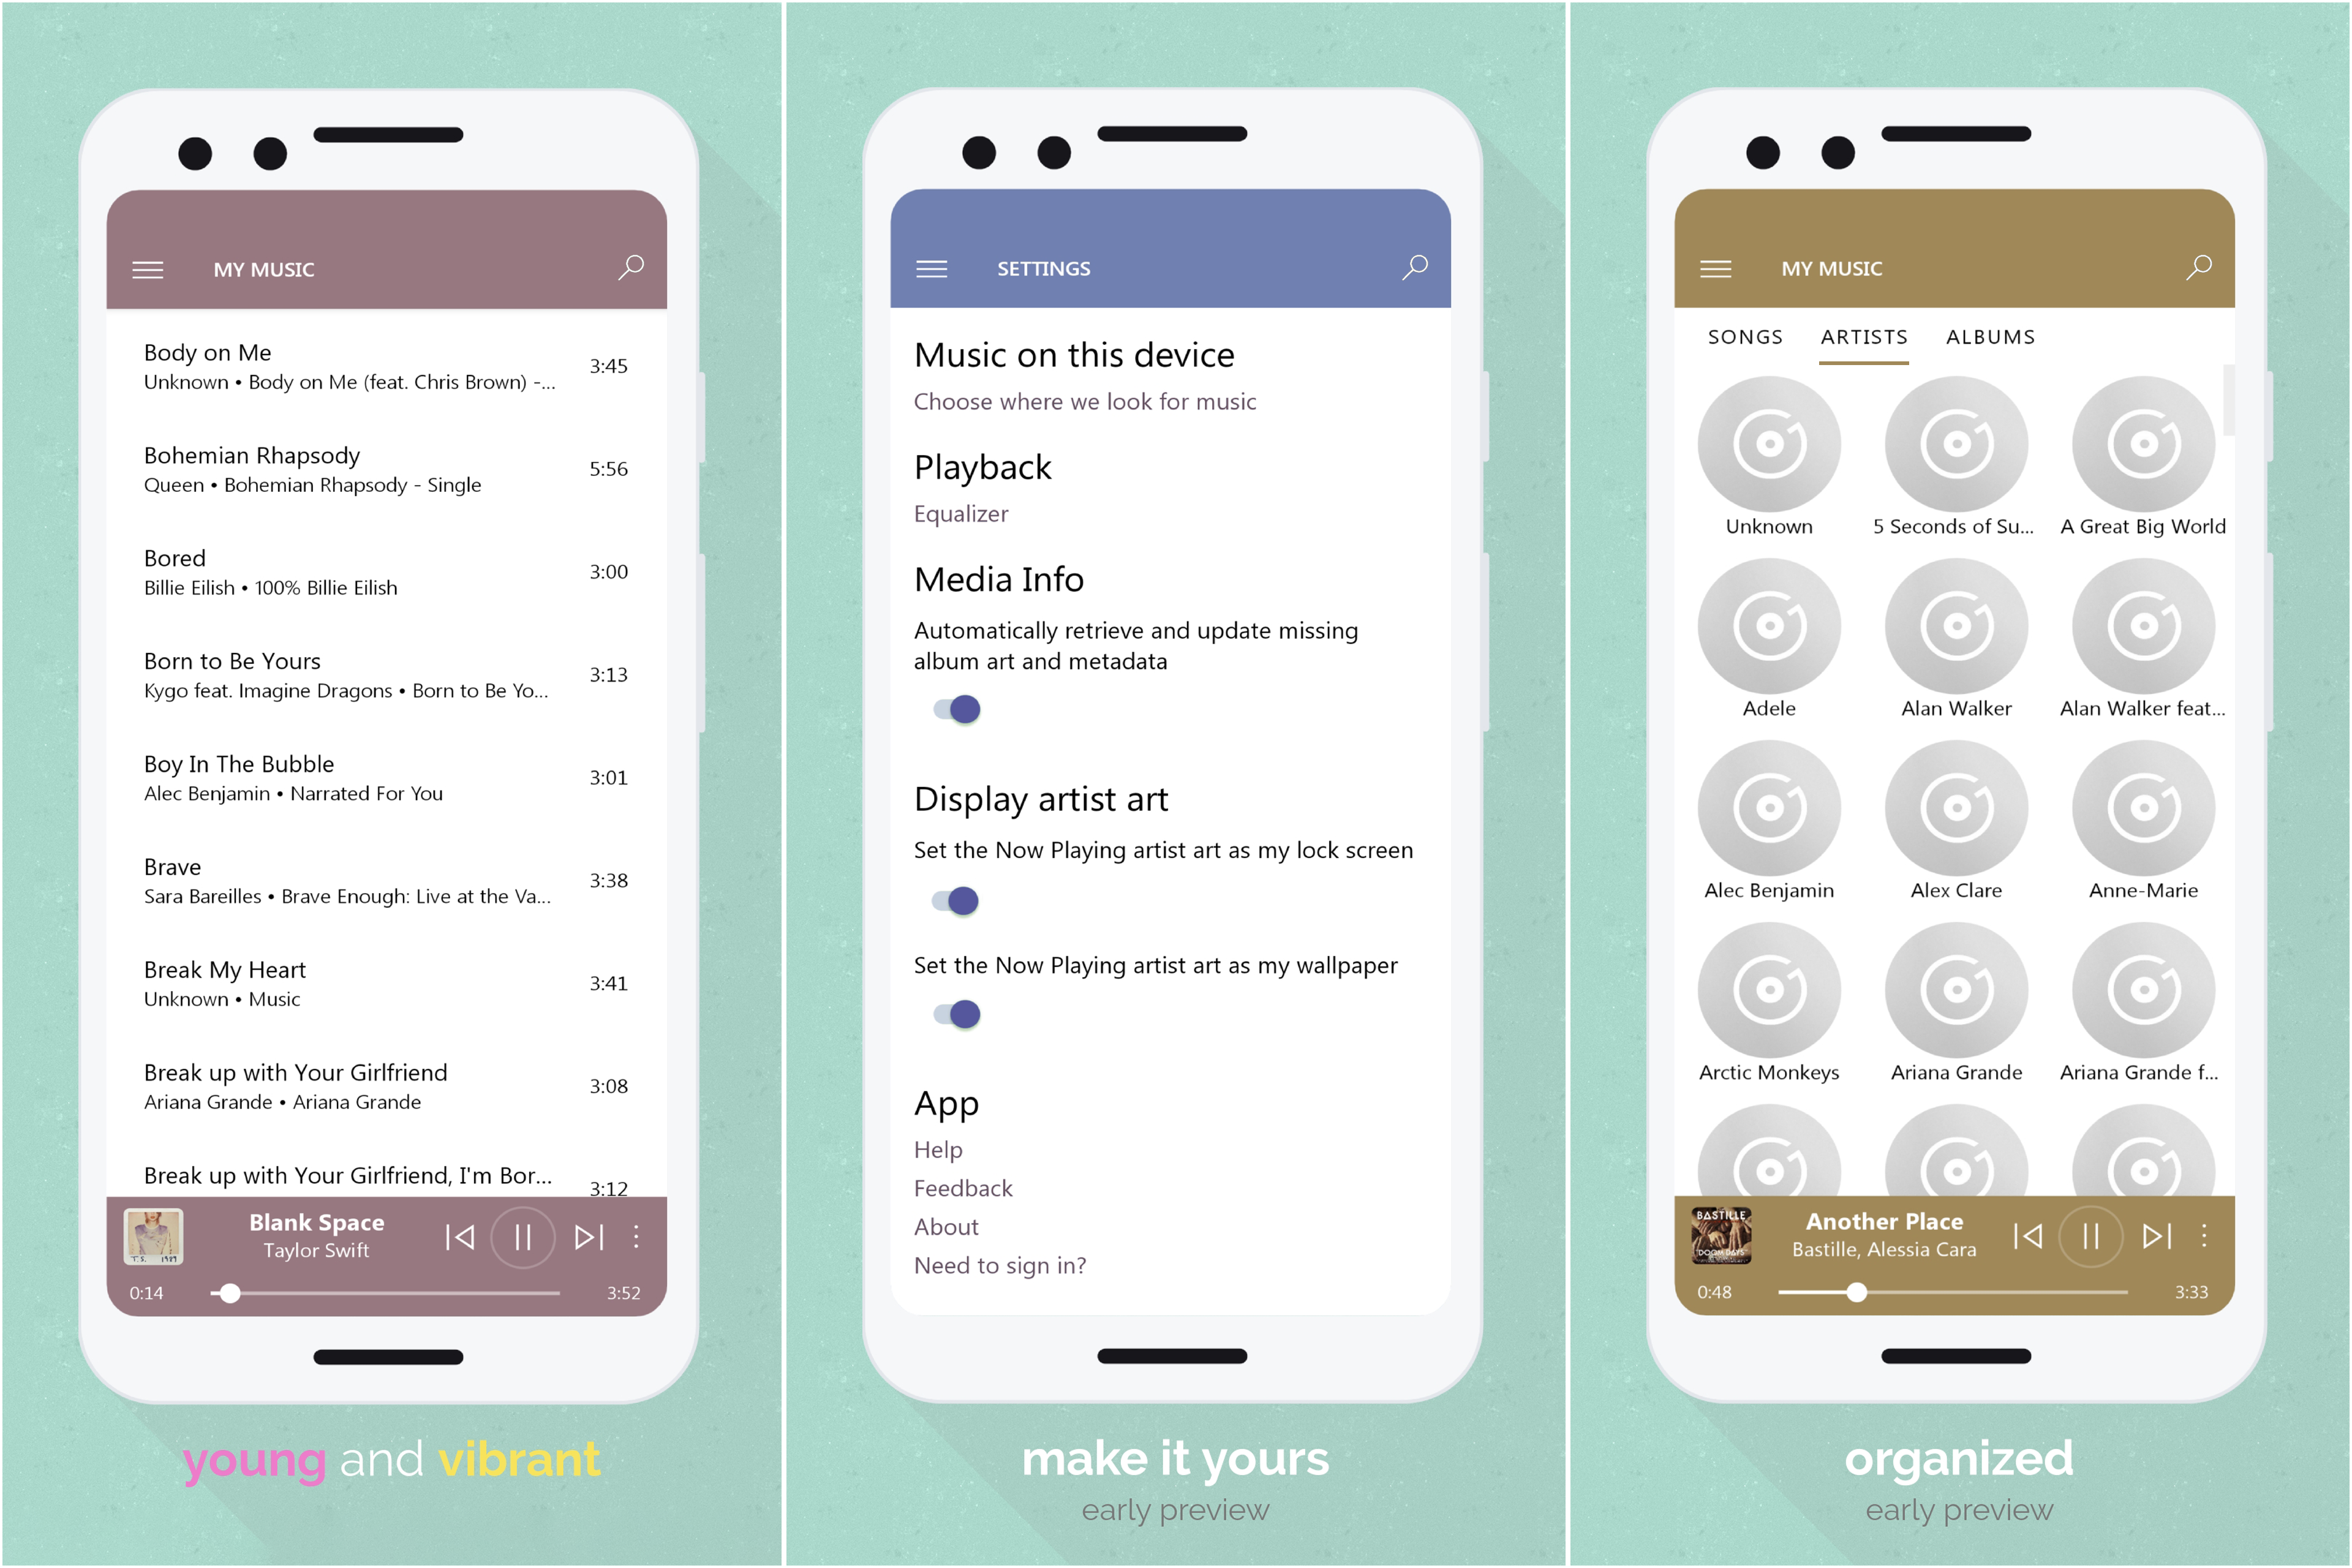 MY MUSIC
Body on Me
3:45
Unknown • Body on Me (feat. Chris Brown) -...
Bohemian Rhapsody
5:56
Queen • Bohemian Rhapsody - Single
Bored
3:00
Billie Eilish • 100% Billie Eilish
Born to Be Yours
3:13
Kygo feat. Imagine Dragons • Born to Be Yo...
Boy In The Bubble
3:01
Alec Benjamin • Narrated For You
Brave
3:38
Sara Bareilles • Brave Enough: Live at the Va...
Break My Heart
3:41
Unknown • Music
Break up with Your Girlfriend
3:08
Ariana Grande • Ariana Grande
Break up with Your Girlfriend, I'm Bor...
3:12
T.S. 1989
Blank Space
Taylor Swift
0:14
3:52
young and vibrant
SETTINGS
Music on this device
Choose where we look for music
Playback
Equalizer
Media Info
Automatically retrieve and update missing
album art and metadata
Display artist art
Set the Now Playing artist art as my lock screen
Set the Now Playing artist art as my wallpaper
App
Help
Feedback
About
Need to sign in?
make it yours
early preview
MY MUSIC
SONGS ARTISTS ALBUMS
Unknown 5 Seconds of Su... A Great Big World
Adele Alan Walker Alan Walker feat...
Alec Benjamin Alex Clare Anne-Marie
Arctic Monkeys Ariana Grande Ariana Grande f...
BASTILLE
"DOOM DAYS"
Another Place
Bastille, Alessia Cara
0:48
3:33
organized
early preview